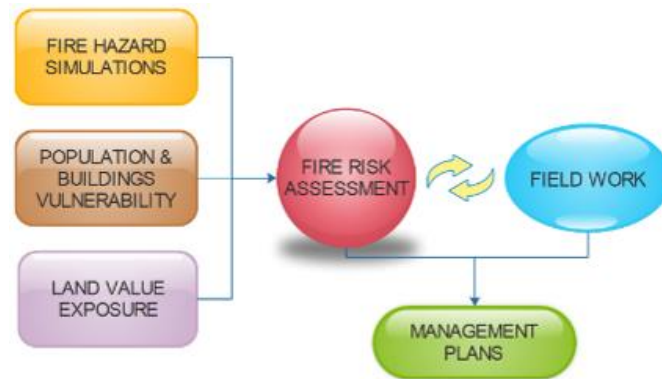 FIRE HAZARD
SIMULATIONS
POPULATION &
BUILDINGS
VULNERABILITY
LAND VALUE
EXPOSURE
FIRE RISK
ASSESSMENT
FIELD WORK
MANAGEMENT
PLANS